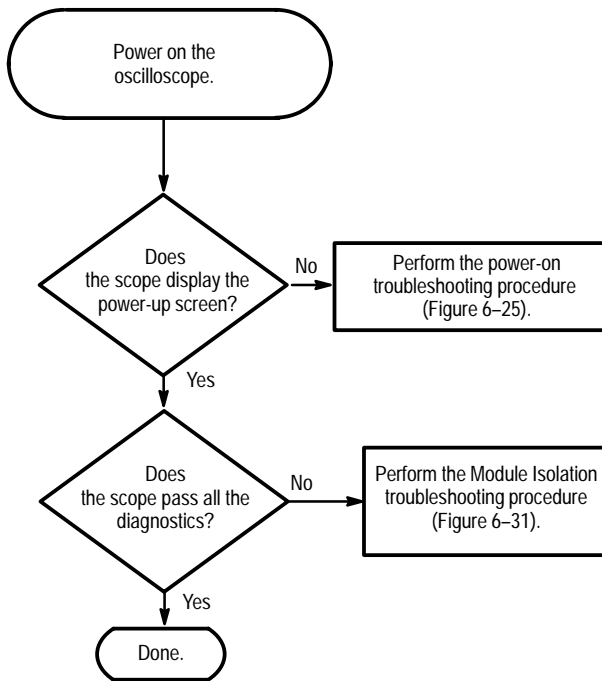 Power on the
oscilloscope.
Does
the scope display the
power-up screen?
No
Perform the power-on
troubleshooting procedure
(Figure 6–25).
Yes
Does
the scope pass all the
diagnostics?
No
Perform the Module Isolation
troubleshooting procedure
(Figure 6–31).
Yes
Done.